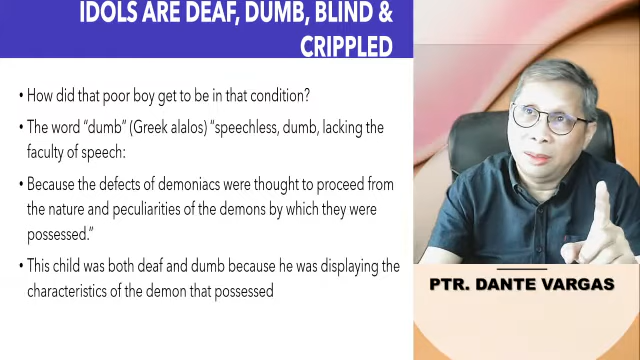 IDOLS ARE DEAF, DUMB, BLIND &
CRIPPLED
• How did that poor boy get to be in that condition?
• The word "dumb" (Greek alalos) "speechless, dumb, lacking the
faculty of speech:
• Because the defects of demoniacs were thought to proceed from
the nature and peculiarities of the demons by which they were
possessed."
• This child was both deaf and dumb because he was displaying the
characteristics of the demon that possessed
PTR. DANTE VARGAS